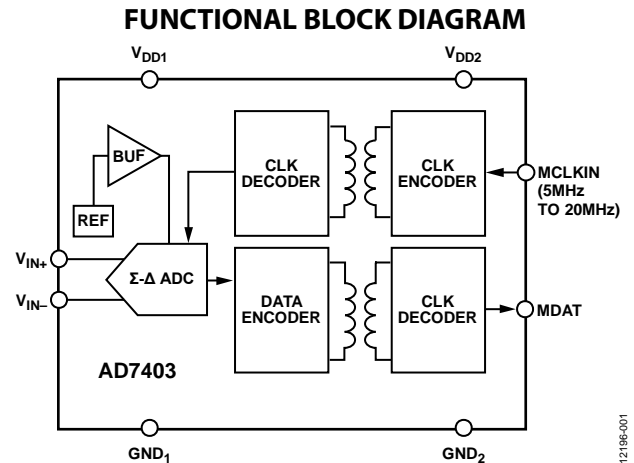 FUNCTIONAL BLOCK DIAGRAM
VDD1
VDD2
BUF
REF
CLK
DECODER
CLK
ENCODER
MCLKIN
(5MHz
TO 20MHz)
VIN+
VIN–
Σ-Δ ADC
DATA
ENCODER
CLK
DECODER
MDAT
AD7403
GND1
GND2
12196-001